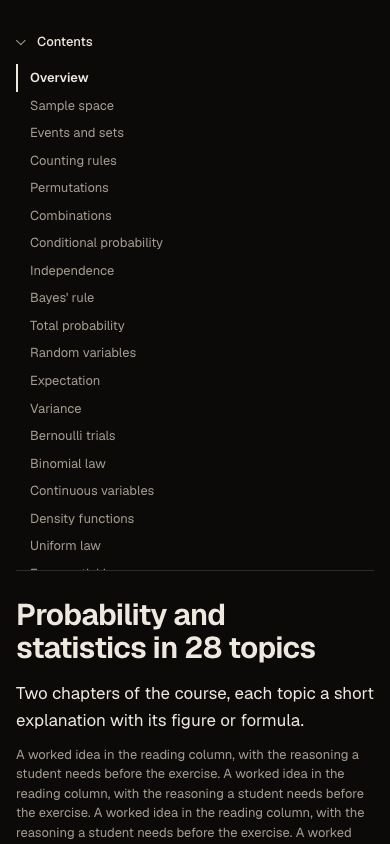 Contents
Overview
Sample space
Events and sets
Counting rules
Permutations
Combinations
Conditional probability
Independence
Bayes' rule
Total probability
Random variables
Expectation
Variance
Bernoulli trials
Binomial law
Continuous variables
Density functions
Uniform law
Probability and
statistics in 28 topics
Two chapters of the course, each topic a short
explanation with its figure or formula.
A worked idea in the reading column, with the reasoning a
student needs before the exercise. A worked idea in the
reading column, with the reasoning a student needs before
the exercise. A worked idea in the reading column, with the
reasoning a student needs before the exercise. A worked